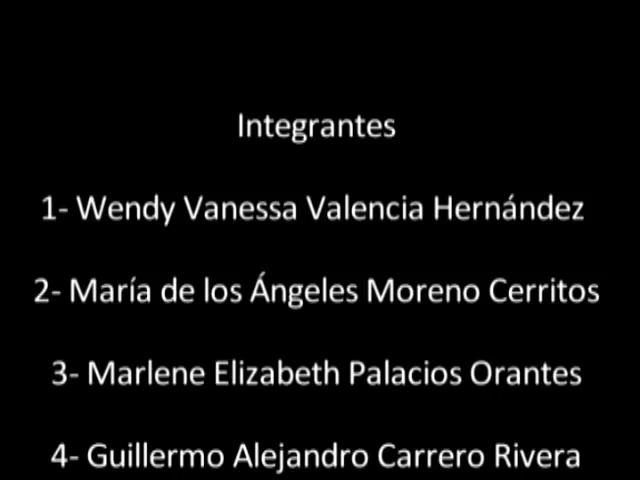 Integrantes
1- Wendy Vanessa Valencia Hernández
2- María de los Ángeles Moreno Cerritos
3- Marlene Elizabeth Palacios Orantes
4- Guillermo Alejandro Carrero Rivera